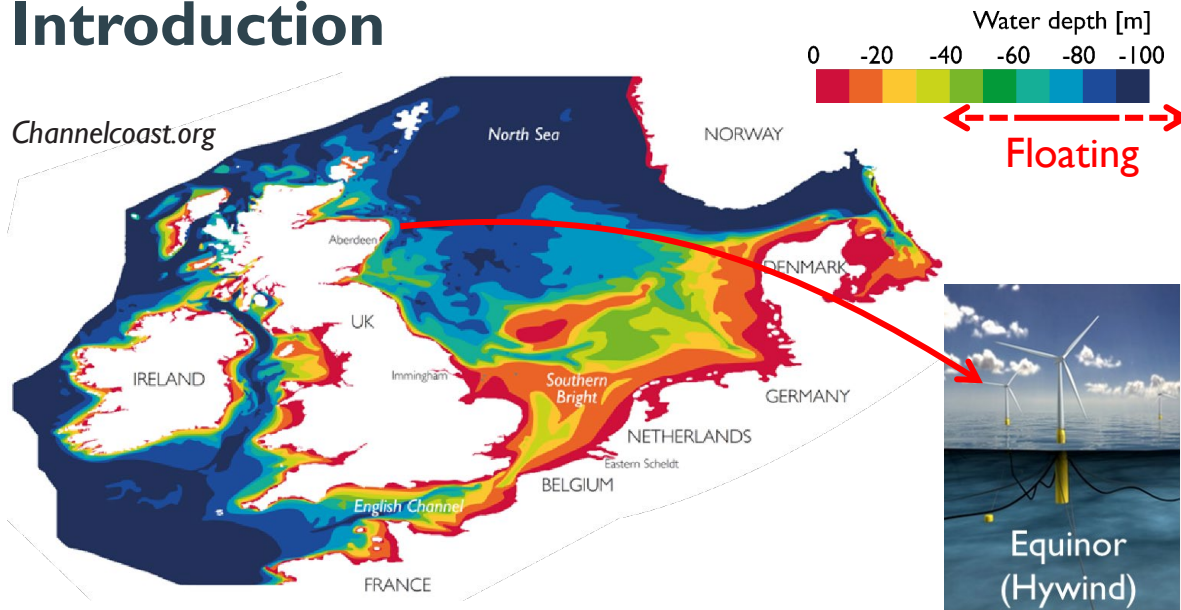 Introduction
Water depth [m]
0 -20 -40 -60 -80 -100
Floating
Channelcoast.org
North Sea
NORWAY
Aberdeen
DENMARK
UK
IRELAND
Immingham
Southern
Bright
GERMANY
NETHERLANDS
Eastern Scheldt
BELGIUM
English Channel
FRANCE
Equinor
(Hywind)